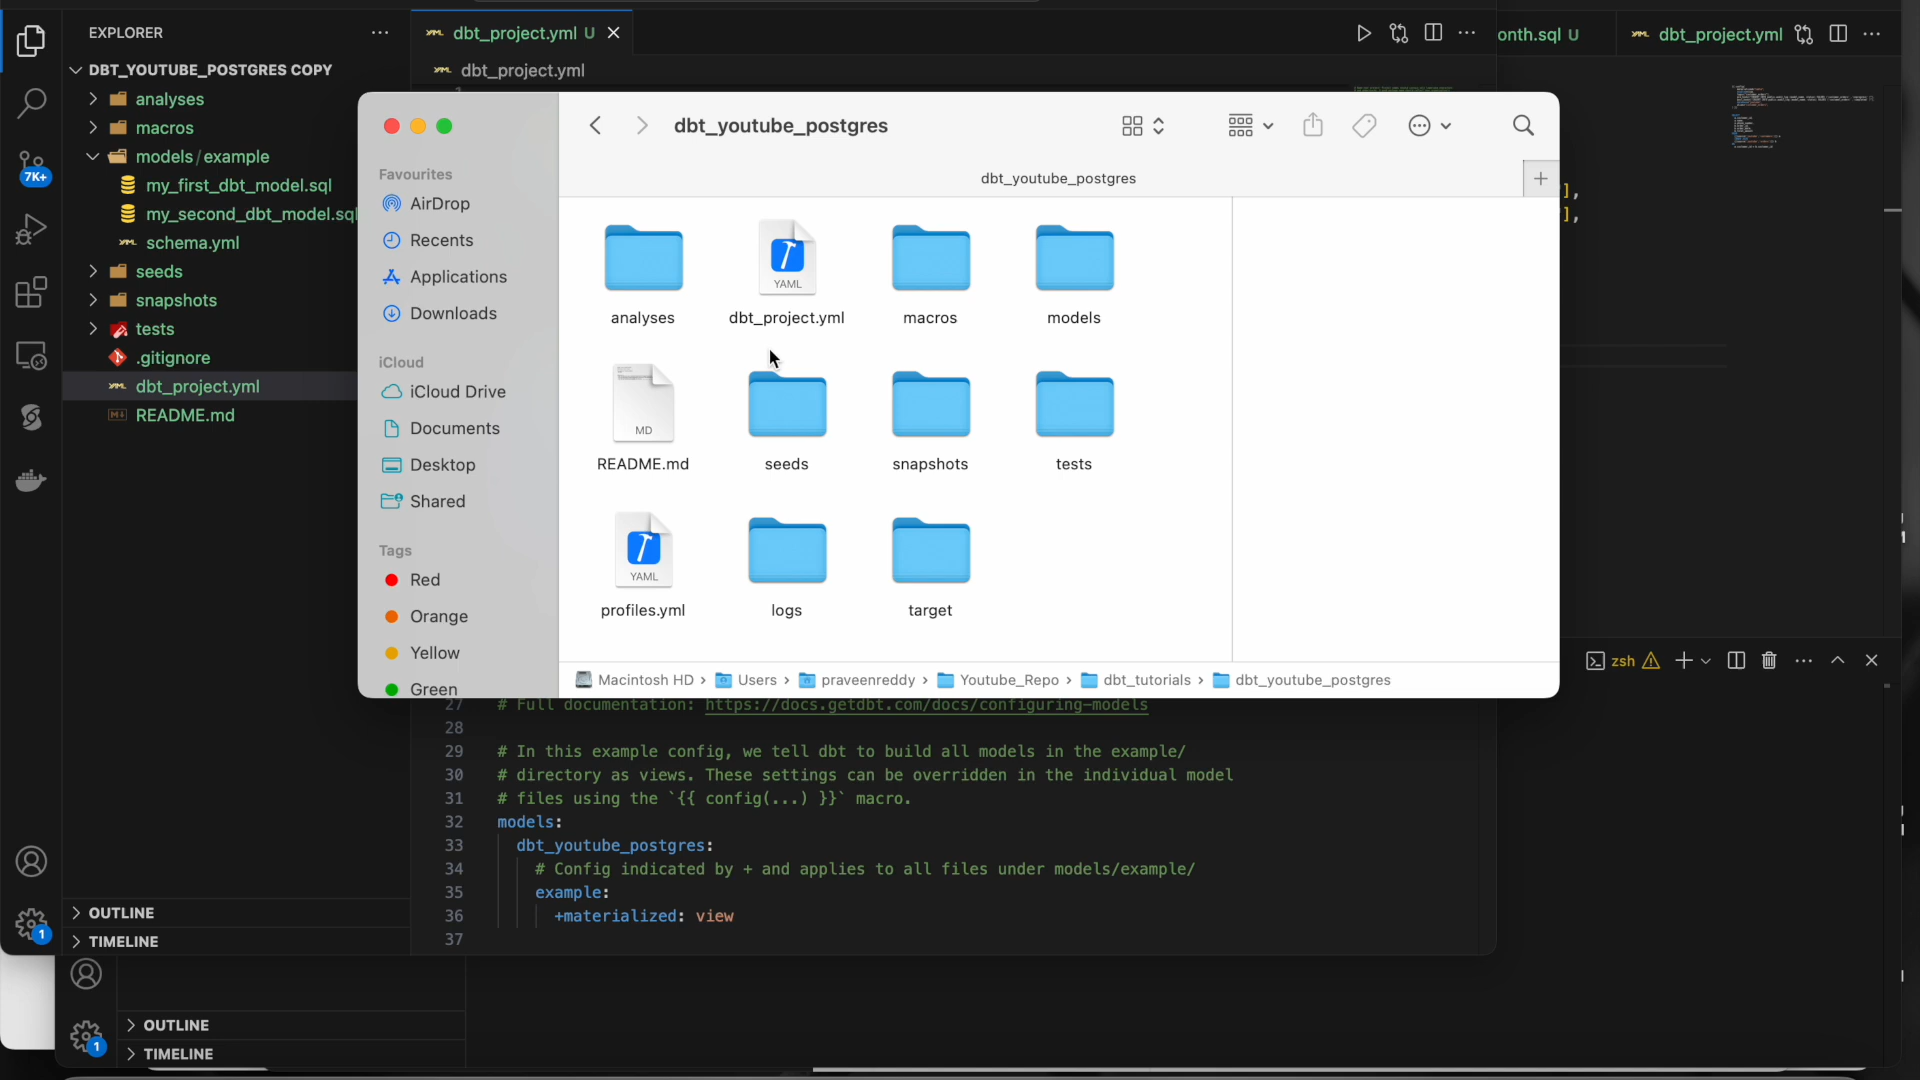 EXPLORER
DBT_YOUTUBE_POSTGRES COPY
analyses
macros
models/example
my_first_dbt_model.sql
my_second_dbt_model.sql
schema.yml
seeds
snapshots
tests
.gitignore
dbt_project.yml
README.md
7K+
OUTLINE
TIMELINE
1
OUTLINE
TIMELINE
1
dbt_project.yml U
dbt_project.yml
onth.sql U
dbt_project.yml
],
],
dbt_youtube_postgres
dbt_youtube_postgres
Favourites
AirDrop
Recents
Applications
Downloads
iCloud
iCloud Drive
Documents
Desktop
Shared
Tags
Red
Orange
Yellow
Green
YAML
analyses
dbt_project.yml
macros
models
MD
README.md
seeds
snapshots
tests
YAML
profiles.yml
logs
target
Macintosh HD › Users › praveenreddy › Youtube_Repo › dbt_tutorials › dbt_youtube_postgres
zsh
27 # Full documentation: https://docs.getdbt.com/docs/configuring-models
28
29 # In this example config, we tell dbt to build all models in the example/
30 # directory as views. These settings can be overridden in the individual model
31 # files using the `{{ config(...) }}` macro.
32 models:
33 dbt_youtube_postgres:
34 # Config indicated by + and applies to all files under models/example/
35 example:
36 +materialized: view
37